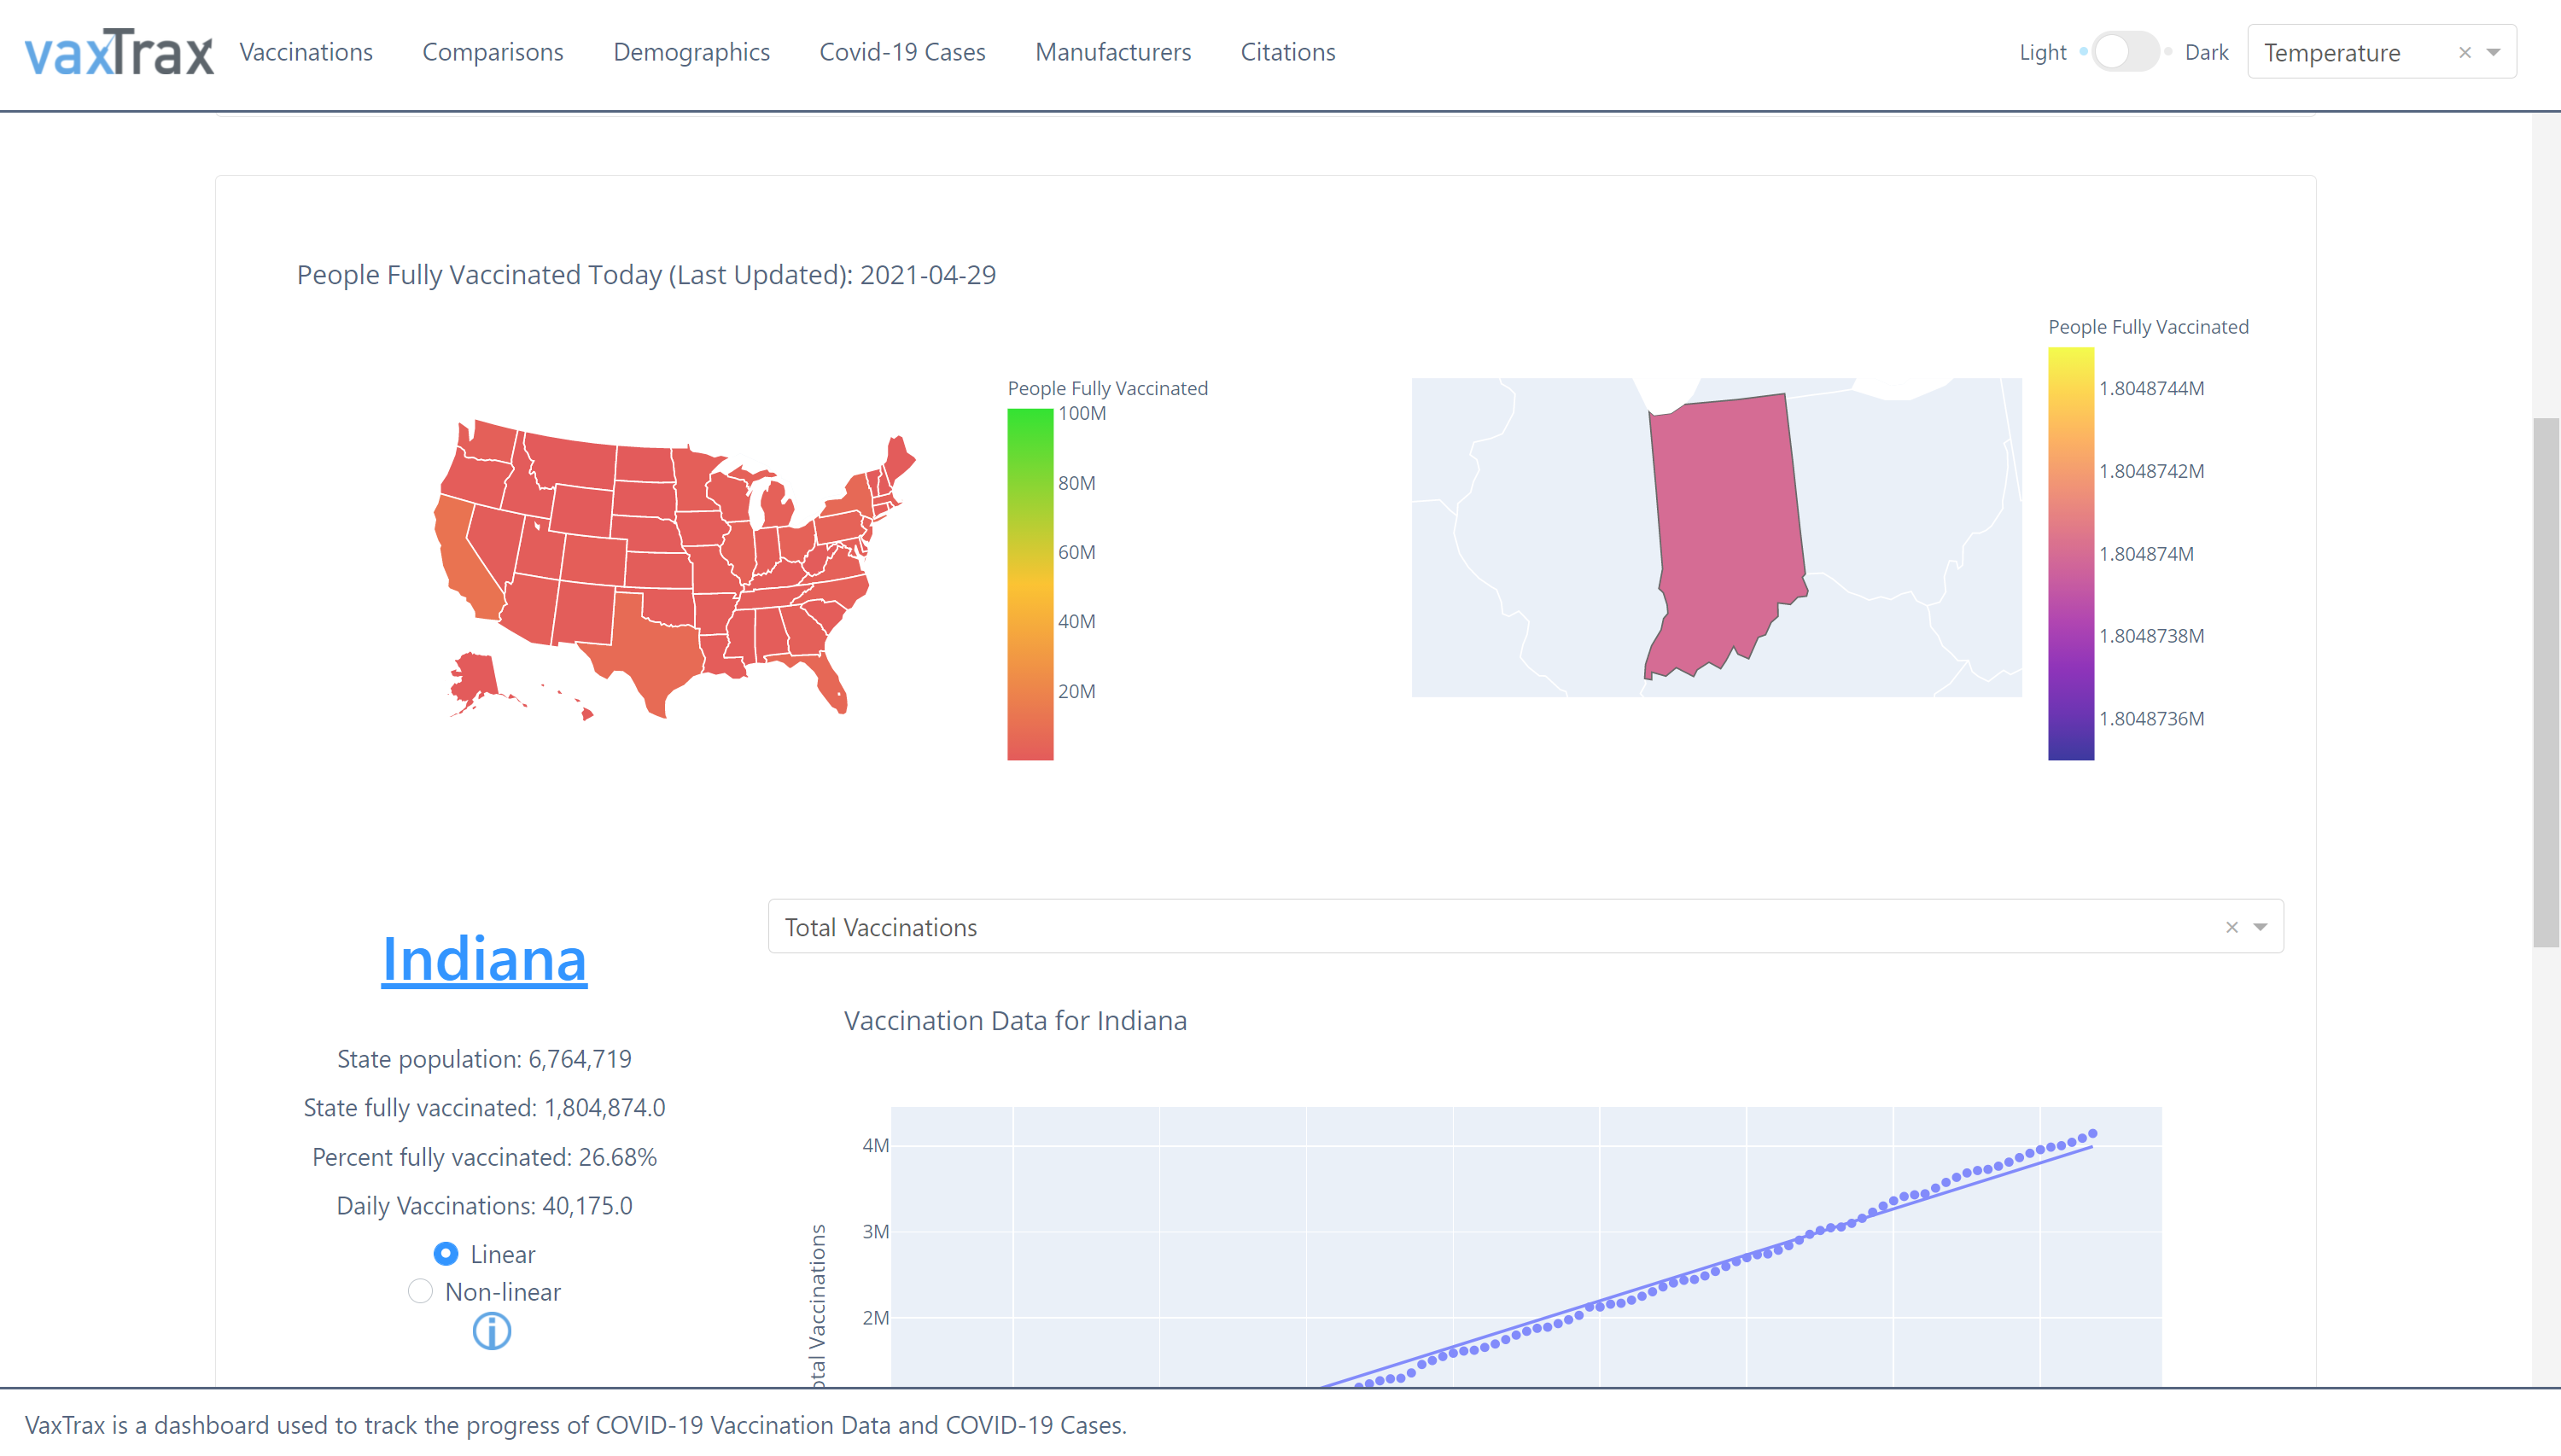 vaxTrax Vaccinations Comparisons Demographics Covid-19 Cases Manufacturers Citations Light Dark Temperature × 
People Fully Vaccinated Today (Last Updated): 2021-04-29
People Fully Vaccinated
100M
80M
60M
40M
20M
People Fully Vaccinated
1.8048744M
1.8048742M
1.804874M
1.8048738M
1.8048736M
Indiana
State population: 6,764,719
State fully vaccinated: 1,804,874.0
Percent fully vaccinated: 26.68%
Daily Vaccinations: 40,175.0
Linear
Non-linear
Total Vaccinations ×
Vaccination Data for Indiana
4M
3M
2M
otal Vaccinations
VaxTrax is a dashboard used to track the progress of COVID-19 Vaccination Data and COVID-19 Cases.